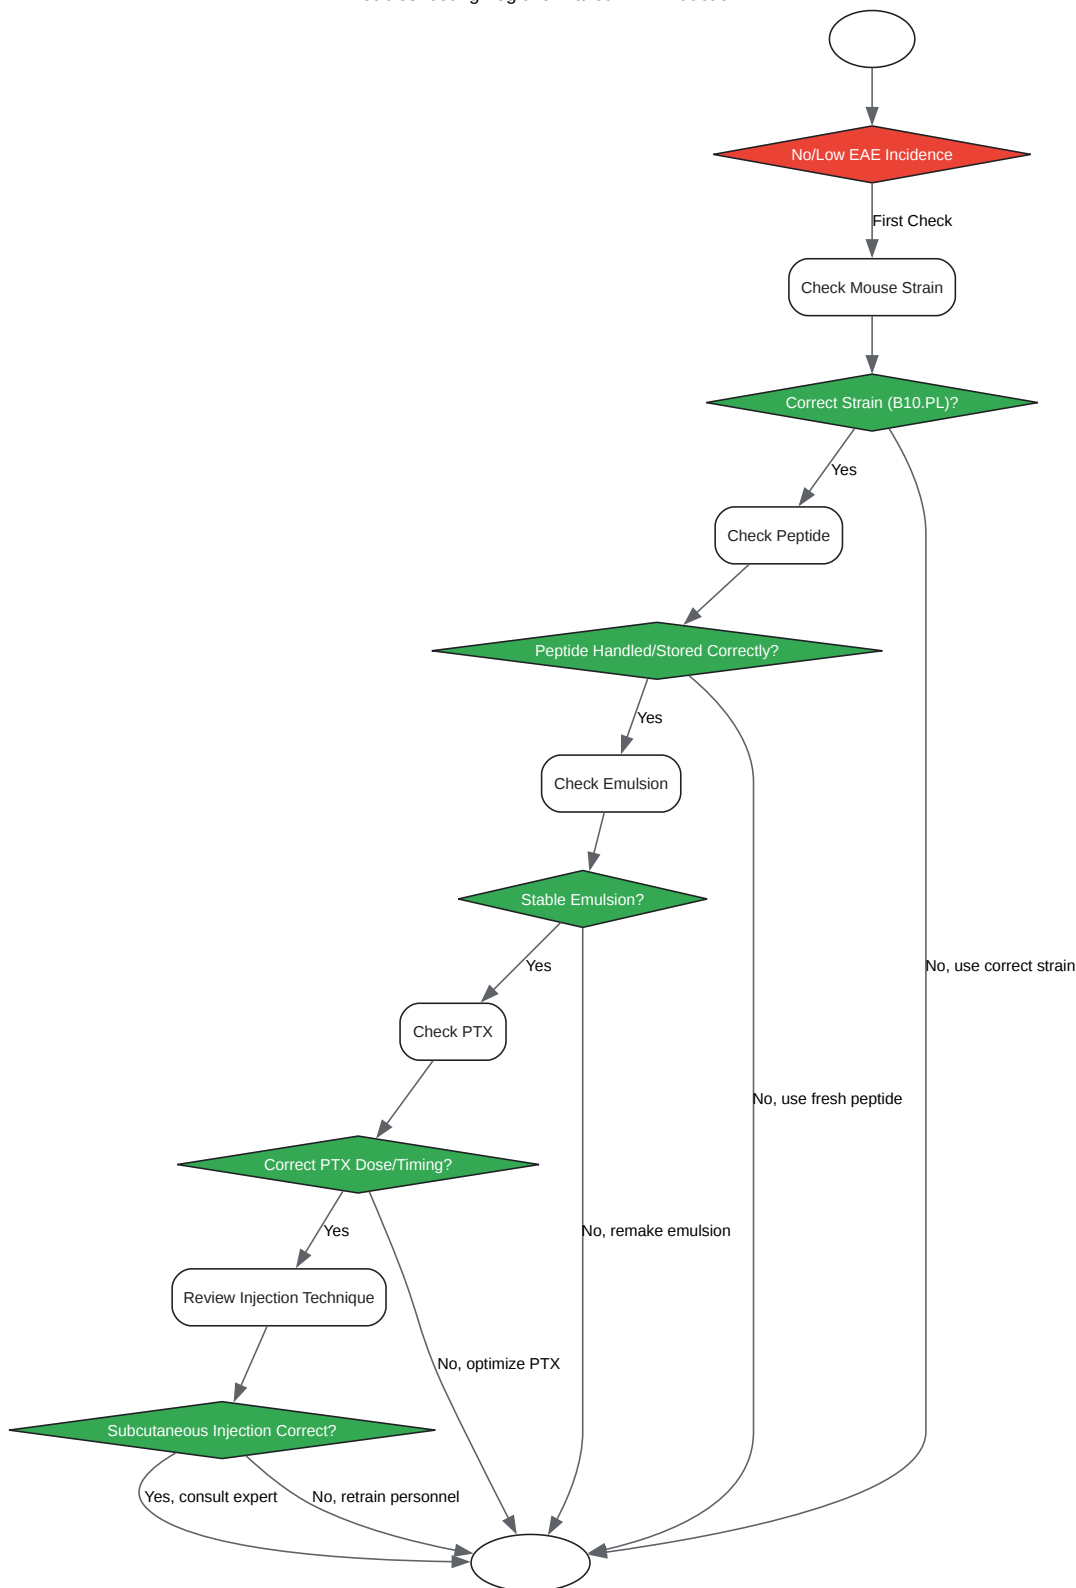 No/Low EAE Incidence
First Check
Check Mouse Strain
Correct Strain (B10.PL)?
Yes
Check Peptide
Peptide Handled/Stored Correctly?
Yes
Check Emulsion
Stable Emulsion?
Yes
No, use correct strain
Check PTX
No, use fresh peptide
Correct PTX Dose/Timing?
Yes
No, remake emulsion
Review Injection Technique
No, optimize PTX
Subcutaneous Injection Correct?
Yes, consult expert
No, retrain personnel